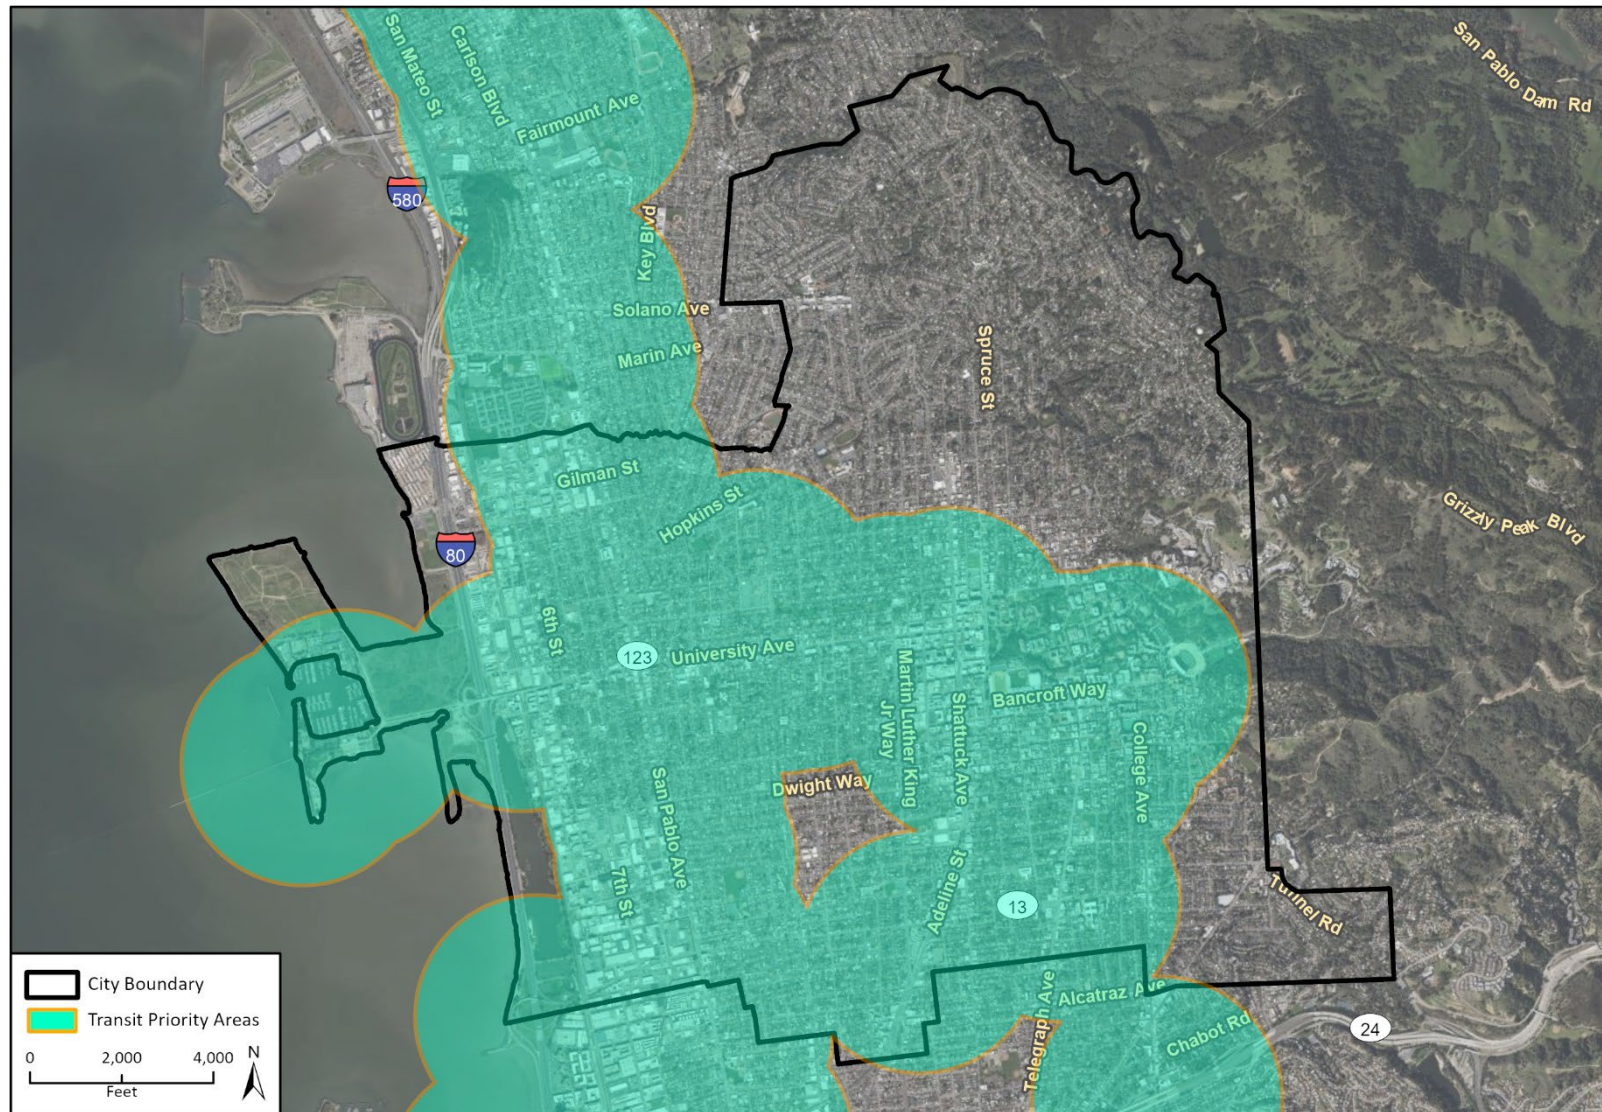 San Mateo St
Carlson Blvd
Fairmount Ave
San Pablo Dam Rd
580
Key Blvd
Solano Ave
Marin Ave
Spruce St
Gilman St
Hopkins St
Grizzly Peak Blvd
80
6th St
123
University Ave
Martin Luther King
Jr Way
Shattuck Ave
Bancroft Way
College Ave
Dwight Way
San Pablo Ave
7th St
Adeline St
13
Tunnel Rd
Telegraph Ave
Alcatraz Ave
Chabot Rd
24
City Boundary
Transit Priority Areas
0 2,000 4,000
Feet
N